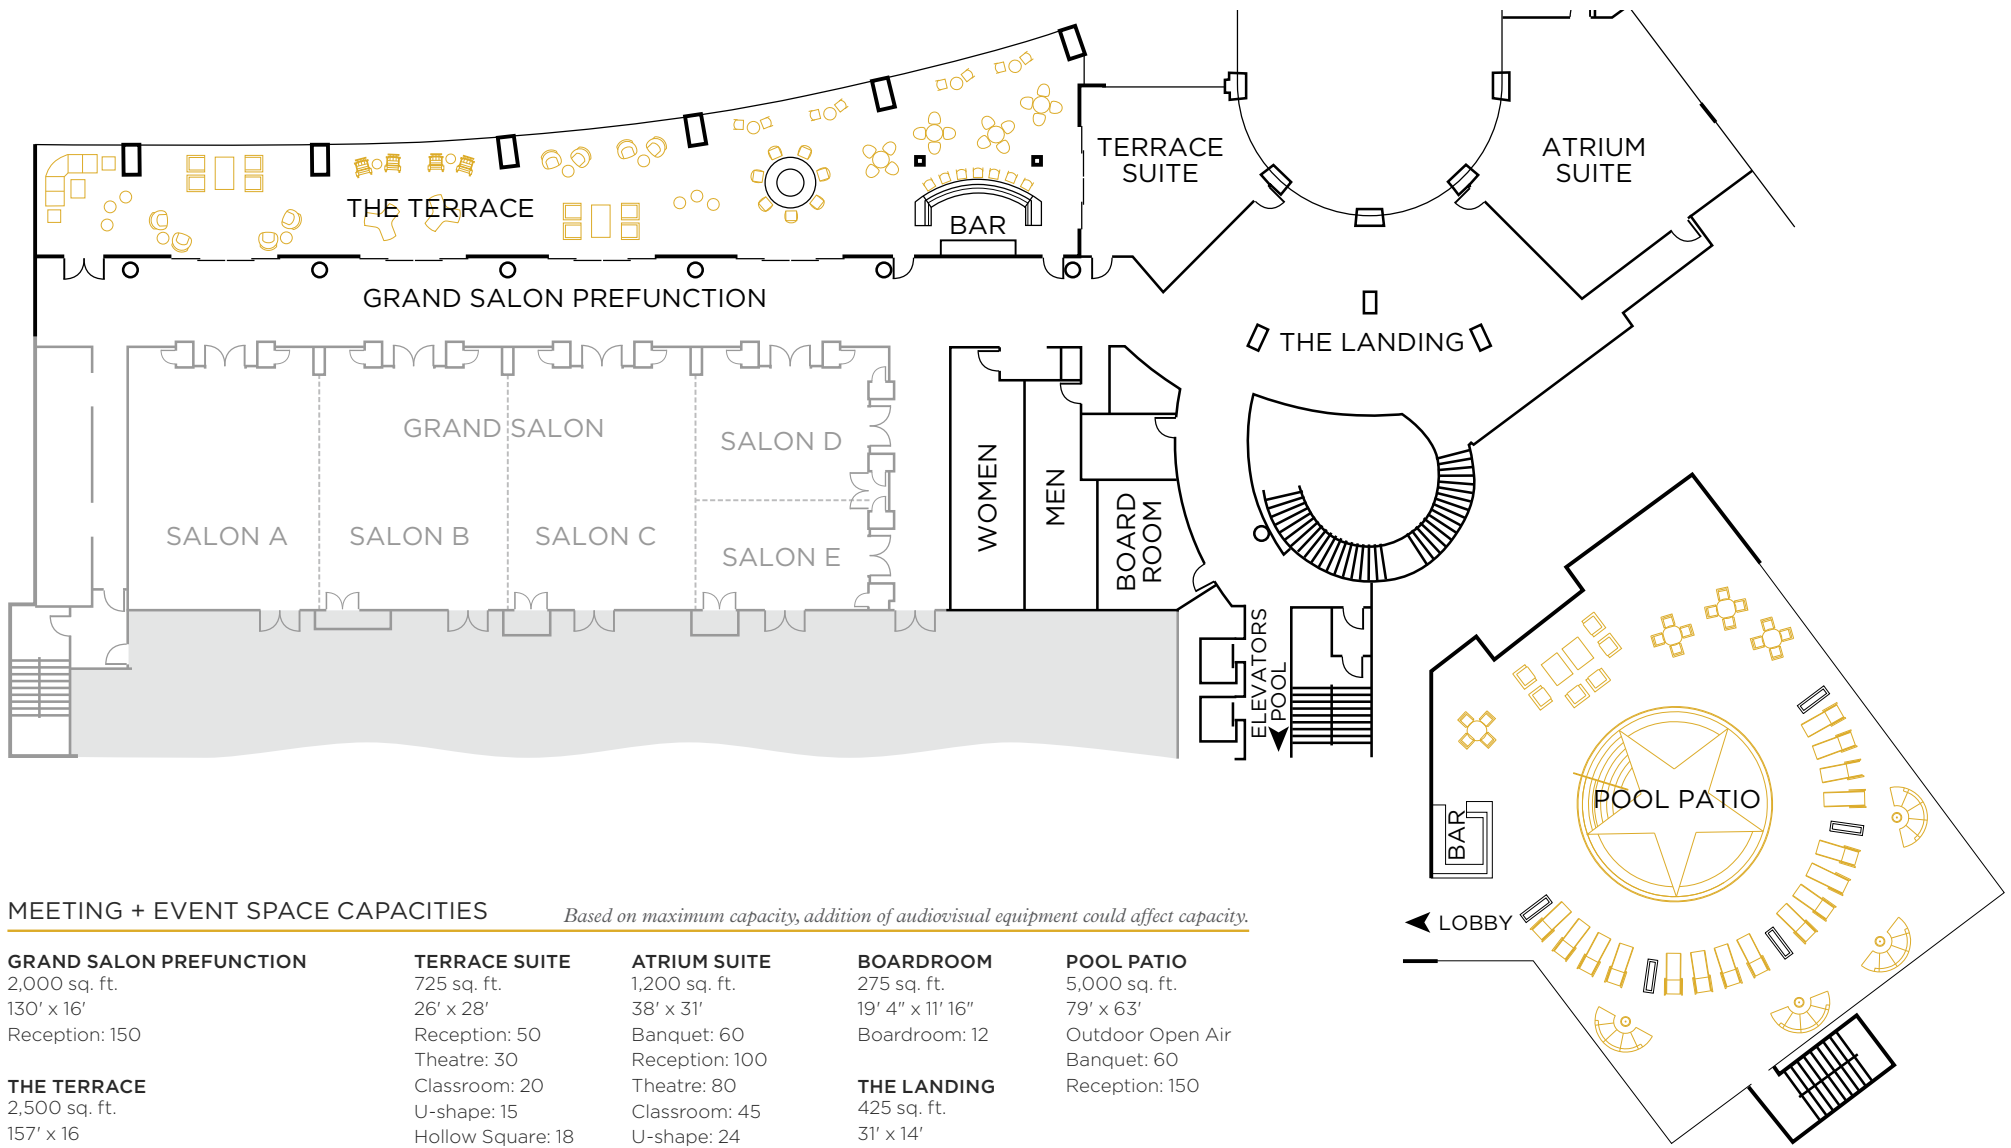 THE TERRACE
BAR
TERRACE
SUITE
ATRIUM
SUITE
GRAND SALON PREFUNCTION
THE LANDING
GRAND SALON
SALON A
SALON B
SALON C
SALON D
SALON E
WOMEN
MEN
BOARD
ROOM
ELEVATORS
POOL
POOL PATIO
BAR
LOBBY
MEETING + EVENT SPACE CAPACITIES
Based on maximum capacity, addition of audiovisual equipment could affect capacity.
GRAND SALON PREFUNCTION
2,000 sq. ft.
130' x 16'
Reception: 150
THE TERRACE
2,500 sq. ft.
157' x 16
TERRACE SUITE
725 sq. ft.
26' x 28'
Reception: 50
Theatre: 30
Classroom: 20
U-shape: 15
Hollow Square: 18
ATRIUM SUITE
1,200 sq. ft.
38' x 31'
Banquet: 60
Reception: 100
Theatre: 80
Classroom: 45
U-shape: 24
BOARDROOM
275 sq. ft.
19' 4" x 11' 16"
Boardroom: 12
THE LANDING
425 sq. ft.
31' x 14'
POOL PATIO
5,000 sq. ft.
79' x 63'
Outdoor Open Air
Banquet: 60
Reception: 150